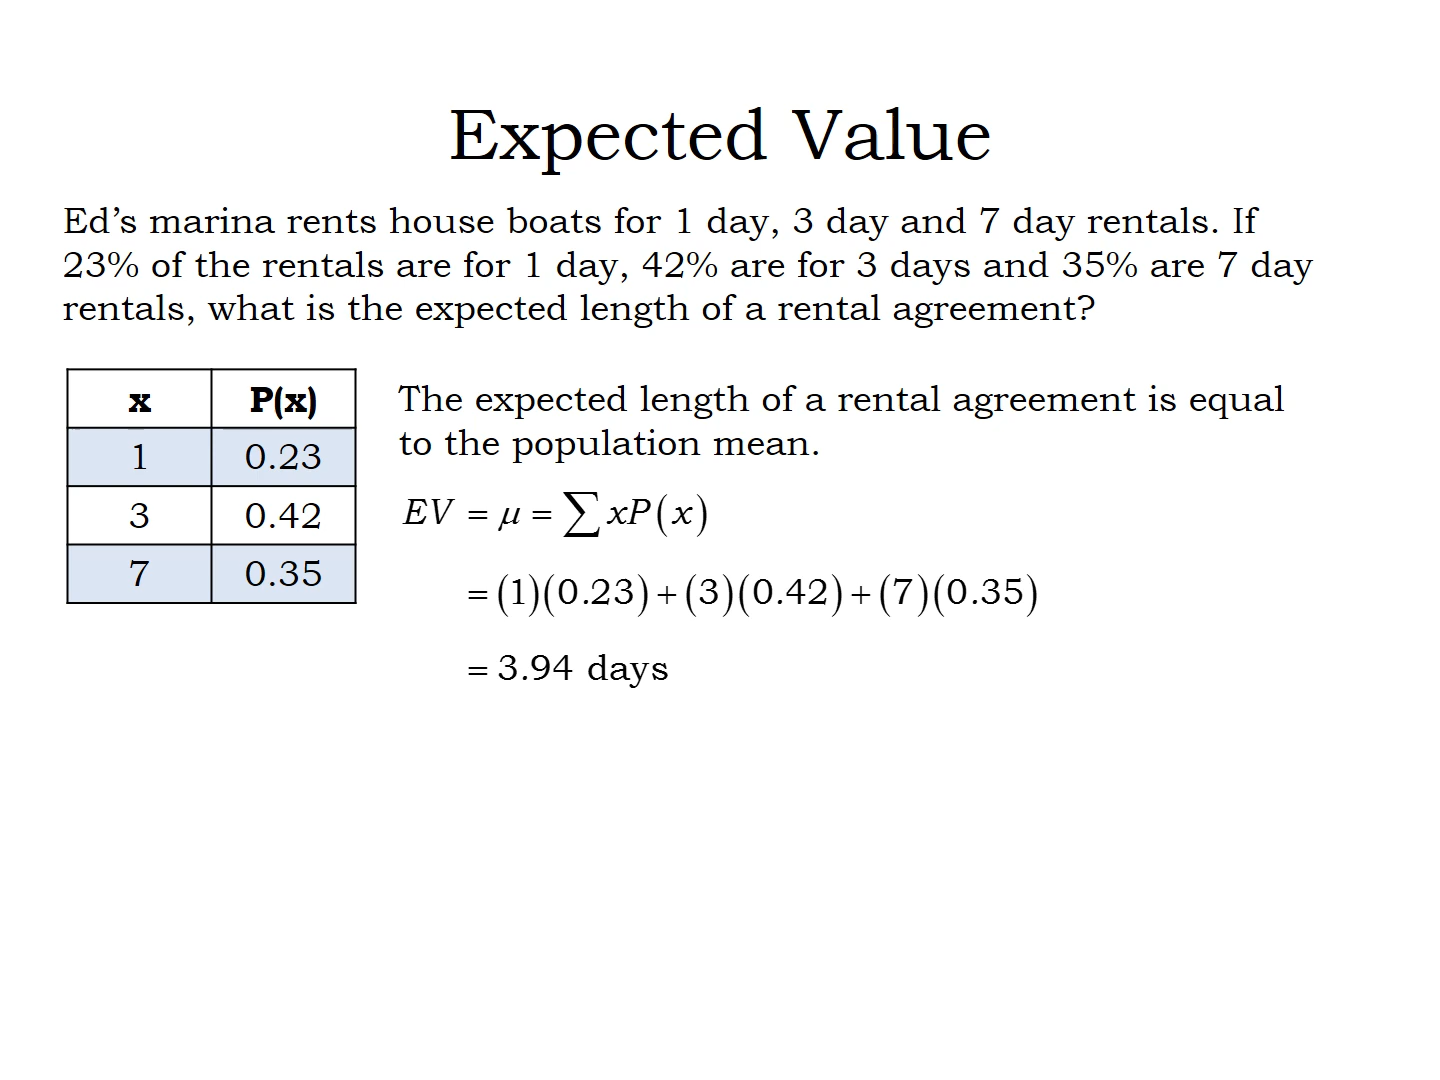 Expected Value
Ed’s marina rents house boats for 1 day, 3 day and 7 day rentals. If
23% of the rentals are for 1 day, 42% are for 3 days and 35% are 7 day
rentals, what is the expected length of a rental agreement?
x P(x)
1 0.23
3 0.42
7 0.35
The expected length of a rental agreement is equal
to the population mean.
EV = μ = ∑ xP(x)
= (1)(0.23) + (3)(0.42) + (7)(0.35)
= 3.94 days